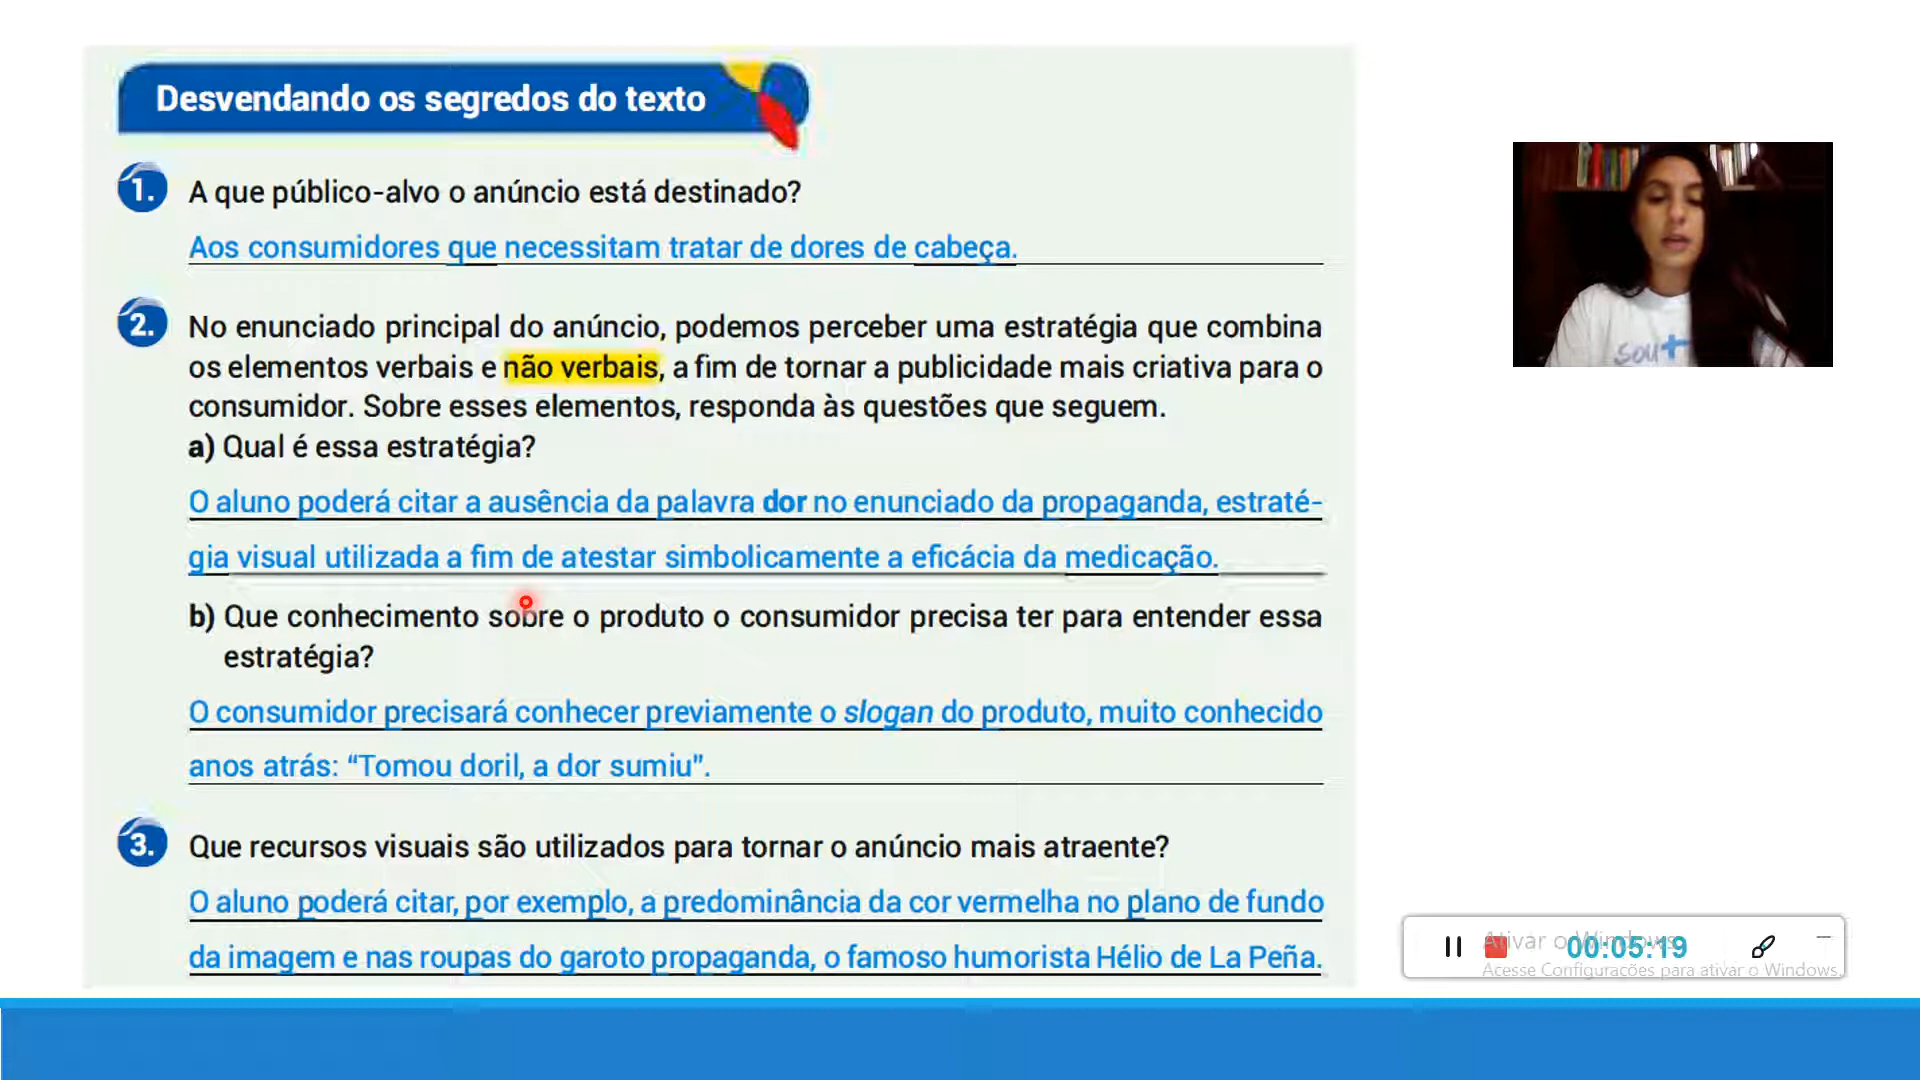 Desvendando os segredos do texto
1. A que público-alvo o anúncio está destinado?
Aos consumidores que necessitam tratar de dores de cabeça.
2. No enunciado principal do anúncio, podemos perceber uma estratégia que combina
os elementos verbais e não verbais, a fim de tornar a publicidade mais criativa para o
consumidor. Sobre esses elementos, responda às questões que seguem.
a) Qual é essa estratégia?
O aluno poderá citar a ausência da palavra dor no enunciado da propaganda, estraté-
gia visual utilizada a fim de atestar simbolicamente a eficácia da medicação.
b) Que conhecimento sobre o produto o consumidor precisa ter para entender essa
estratégia?
O consumidor precisará conhecer previamente o slogan do produto, muito conhecido
anos atrás: “Tomou doril, a dor sumiu”.
3. Que recursos visuais são utilizados para tornar o anúncio mais atraente?
O aluno poderá citar, por exemplo, a predominância da cor vermelha no plano de fundo
da imagem e nas roupas do garoto propaganda, o famoso humorista Hélio de La Peña.
sou+
Ativar o Windows
00:05:19
Acesse Configurações para ativar o Windows.